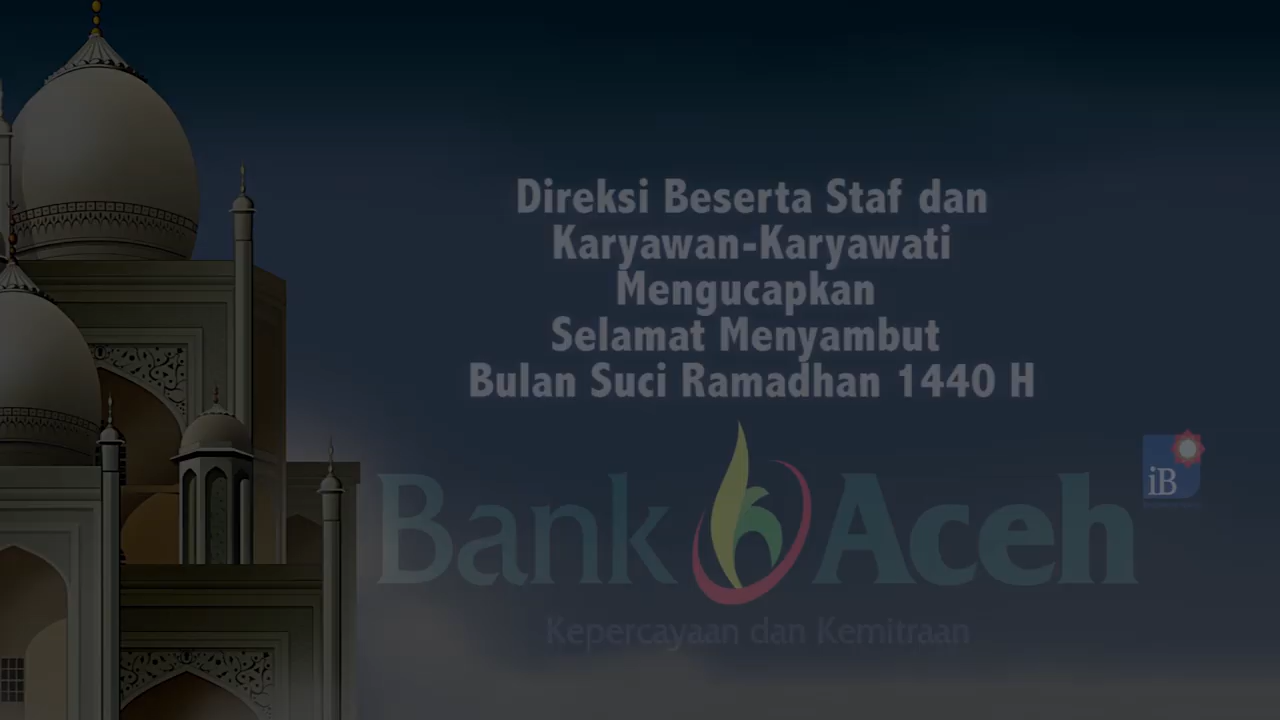 Direksi Beserta Staf dan
Karyawan-Karyawati
Mengucapkan
Selamat Menyambut
Bulan Suci Ramadhan 1440 H
Bank Aceh
iB
Kepercayaan dan Kemitraan